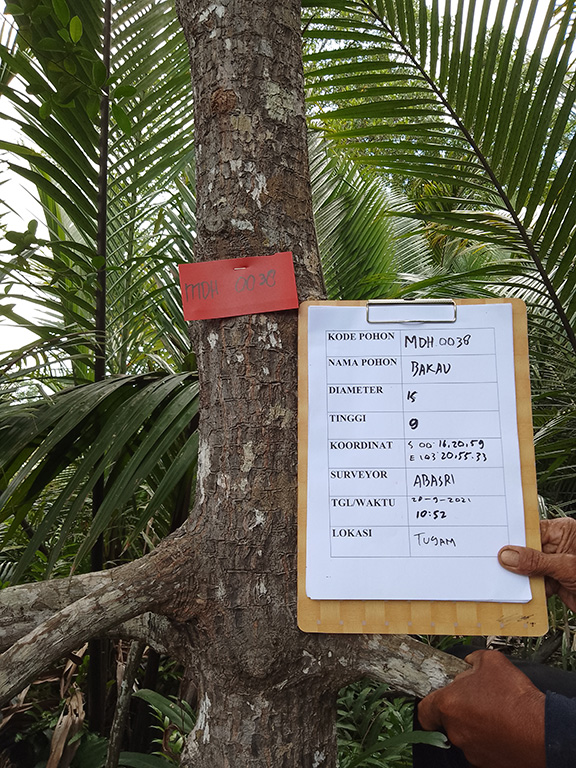 MDH 0038
KODE POHON MDH.0038
NAMA POHON BAKAU
DIAMETER 15
TINGGI 9
KOORDINAT S 00.16.20.59
E 103.20.55.33
SURVEYOR ABASRI
TGL/WAKTU 20-9-2021
10:52
LOKASI TUGAM